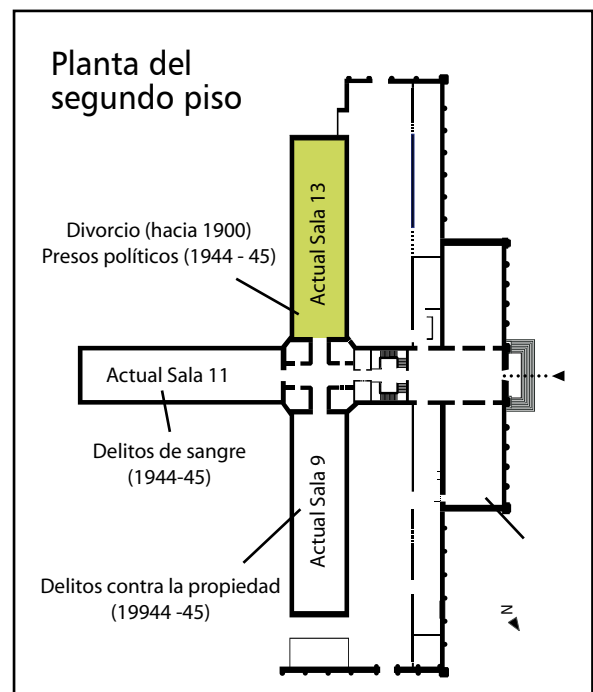 Planta del
segundo piso
Actual Sala 13
Divorcio (hacia 1900)
Presos políticos (1944 - 45)
Actual Sala 11
Delitos de sangre
(1944-45)
Actual Sala 9
Delitos contra la propiedad
(19944 -45)
N